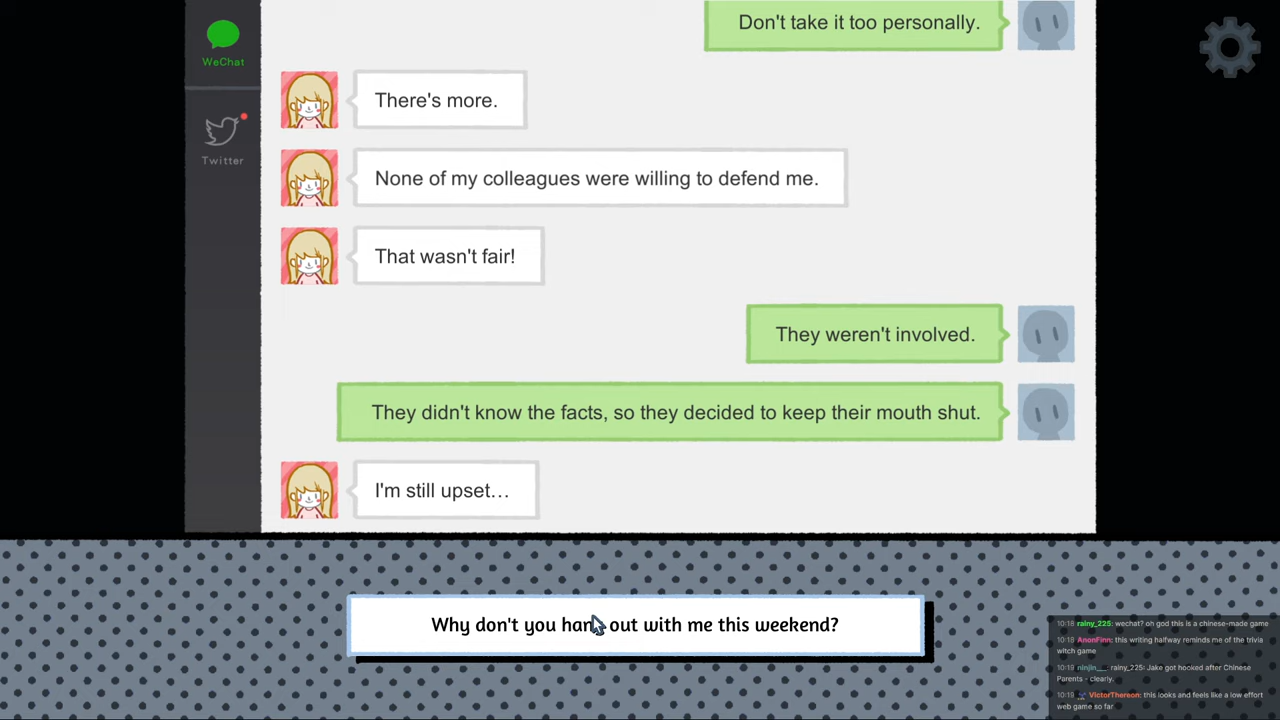 Don't take it too personally.
WeChat
There's more.
Twitter
None of my colleagues were willing to defend me.
That wasn't fair!
They weren't involved.
They didn't know the facts, so they decided to keep their mouth shut.
I'm still upset…
Why don't you hang out with me this weekend?
10:18 rainy_225: wechat? oh god this is a chinese-made game
10:18 AnonFinn: this writing halfway reminds me of the trivia
witch game
10:19 ninjin__: rainy_225: Jake got hooked after Chinese
Parents - clearly.
10:19 VictorThereon: this looks and feels like a low effort
web game so far